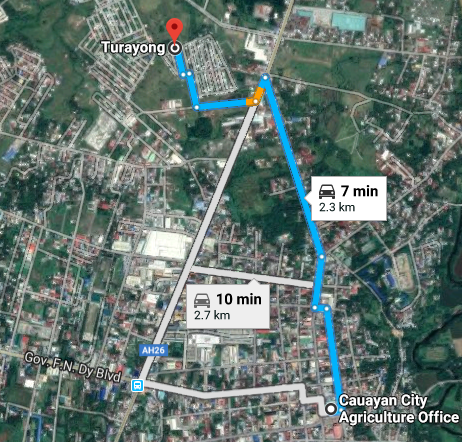 Turayong
7 min
2.3 km
10 min
2.7 km
AH26
Gov. F.N. Dy Blvd
Cauayan City
Agriculture Office